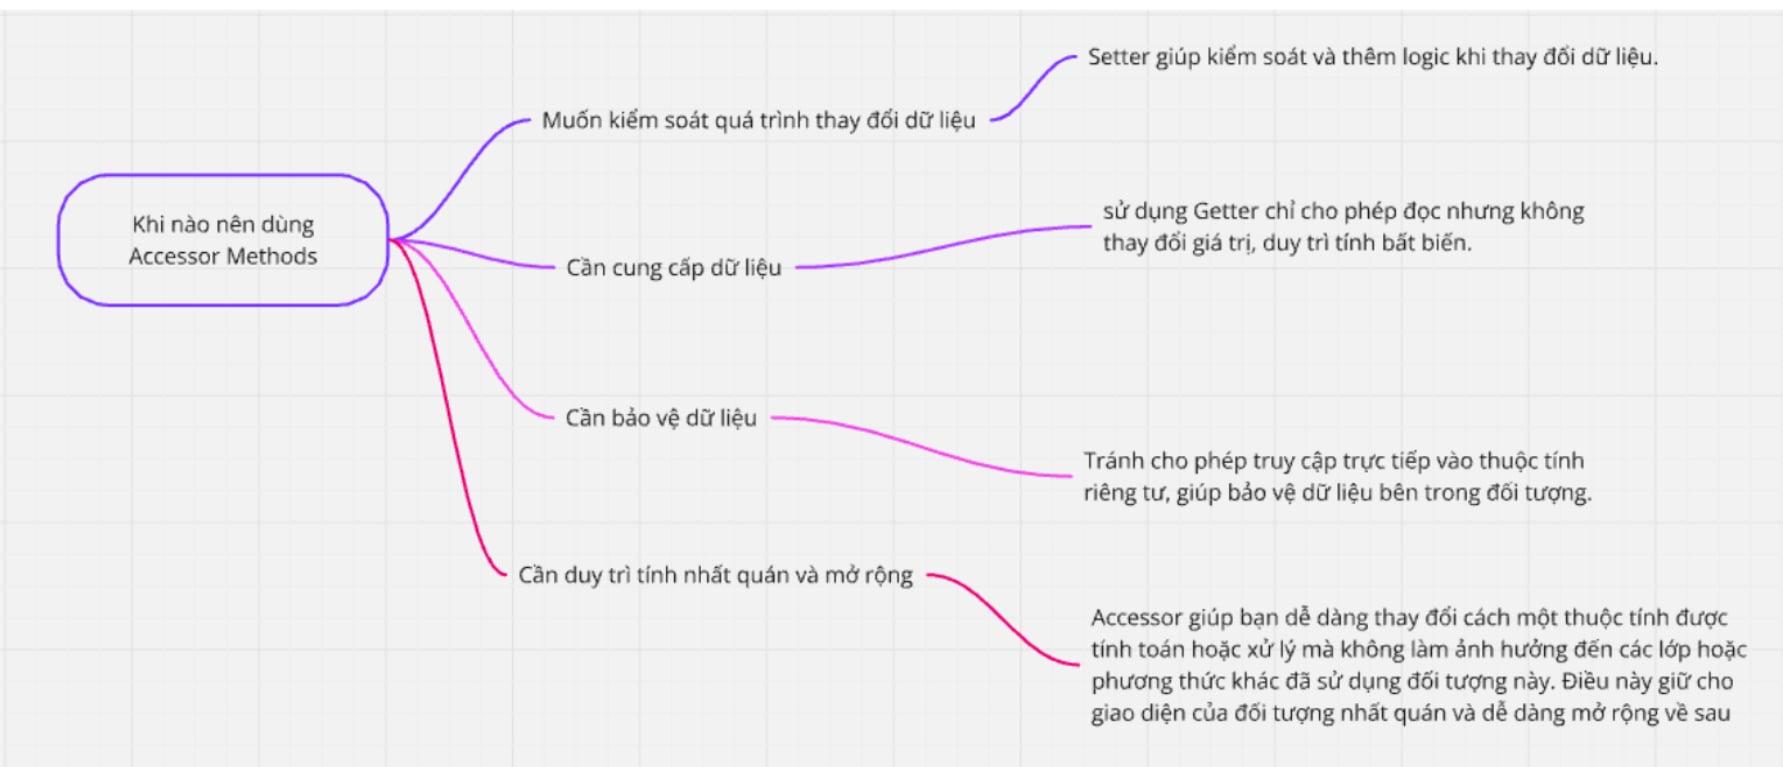 Khi nào nên dùng
Accessor Methods
Muốn kiểm soát quá trình thay đổi dữ liệu
Setter giúp kiểm soát và thêm logic khi thay đổi dữ liệu.
Cần cung cấp dữ liệu
sử dụng Getter chỉ cho phép đọc nhưng không
thay đổi giá trị, duy trì tính bất biến.
Cần bảo vệ dữ liệu
Tránh cho phép truy cập trực tiếp vào thuộc tính
riêng tư, giúp bảo vệ dữ liệu bên trong đối tượng.
Cần duy trì tính nhất quán và mở rộng
Accessor giúp bạn dễ dàng thay đổi cách một thuộc tính được
tính toán hoặc xử lý mà không làm ảnh hưởng đến các lớp hoặc
phương thức khác đã sử dụng đối tượng này. Điều này giữ cho
giao diện của đối tượng nhất quán và dễ dàng mở rộng về sau